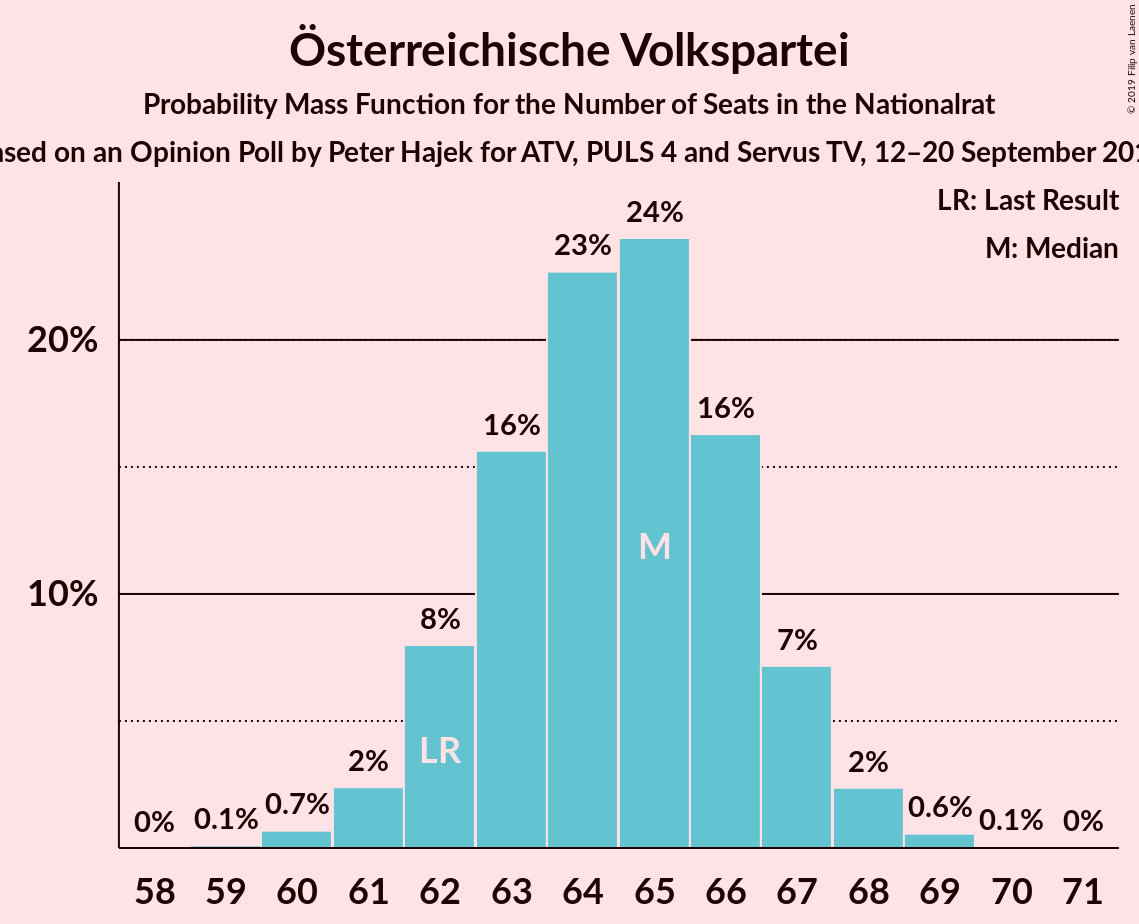 Österreichische Volkspartei
Probability Mass Function for the Number of Seats in the Nationalrat
on an Opinion Poll by Peter Hajek for ATV, PULS 4 and Servus TV, 12–20 September
© 2019 Filip van Laenen
LR: Last Result
M: Median
24%
23%
20%
16%
16%
M
10%
8%
7%
LR
2%
2%
0% 0.1% 0.7% 0.6% 0.1% 0%
58 59 60 61 62 63 64 65 66 67 68 69 70 71